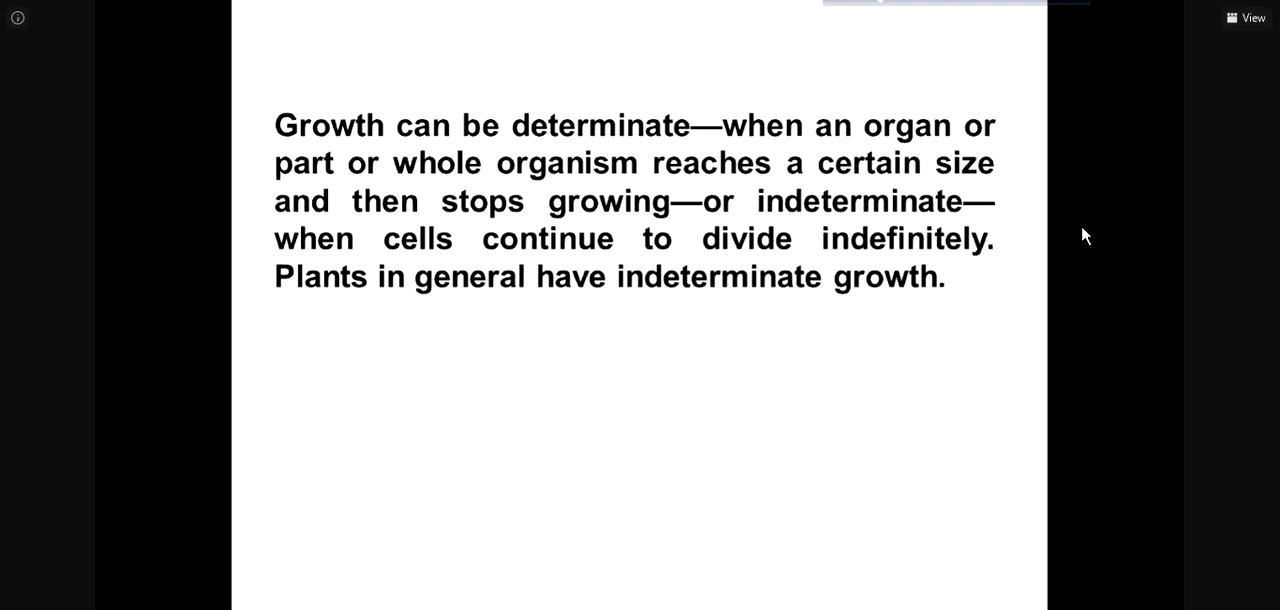 View
Growth can be determinate—when an organ or
part or whole organism reaches a certain size
and then stops growing—or indeterminate—
when cells continue to divide indefinitely.
Plants in general have indeterminate growth.